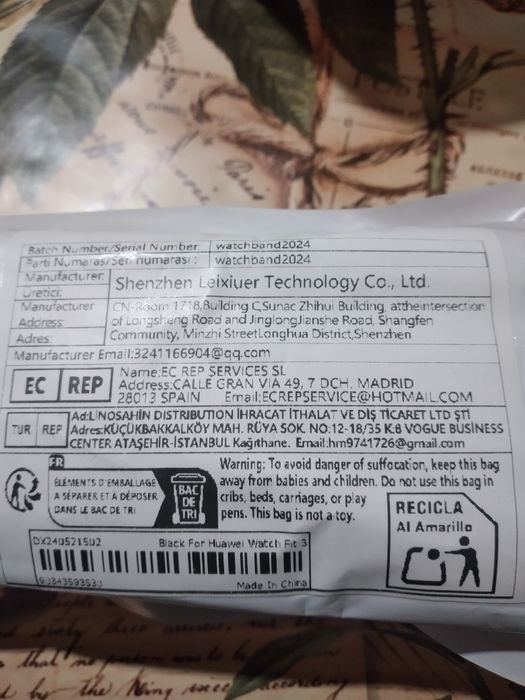 Batch Number/Serial Number: watchband2024
Parti Numarası/Seri numarası: watchband2024
Manufacturer: Shenzhen Leixiuer Technology Co., Ltd.
Üretici:
Manufacturer CN-Room 1718,Building C,Sunac Zhihui Building, attheintersection
Address: of Longsheng Road and JinglongJianshe Road, Shangfen
Adres: Community, Minzhi StreetLonghua District,Shenzhen
Manufacturer Email:3241166904@qq.com
EC REP
Name:EC REP SERVICES SL
Address:CALLE GRAN VIA 49, 7 DCH, MADRID
28013 SPAIN Email:ECREPSERVICE@HOTMAIL.COM
TUR REP
Ad:LINOSAHIN DISTRIBUTION İHRACAT İTHALAT VE DIŞ TİCARET LTD ŞTİ
Adres:KÜÇÜKBAKKALKÖY MAH. RÜYA SOK. NO:12-18/35 K:8 VOGUE BUSINESS
CENTER ATAŞEHİR-İSTANBUL Kağıthane. Email:hm9741726@gmail.com
FR
ÉLÉMENTS D'EMBALLAGE
À SÉPARER ET À DÉPOSER
DANS LE BAC DE TRI
BAC
DE
TRI
Warning: To avoid danger of suffocation, keep this bag
away from babies and children. Do not use this bag in
cribs, beds, carriages, or play
pens. This bag is not a toy.
RECICLA
Al Amarillo
DX240521502 Black For Huawei Watch Fit 3
Made In China
Paris